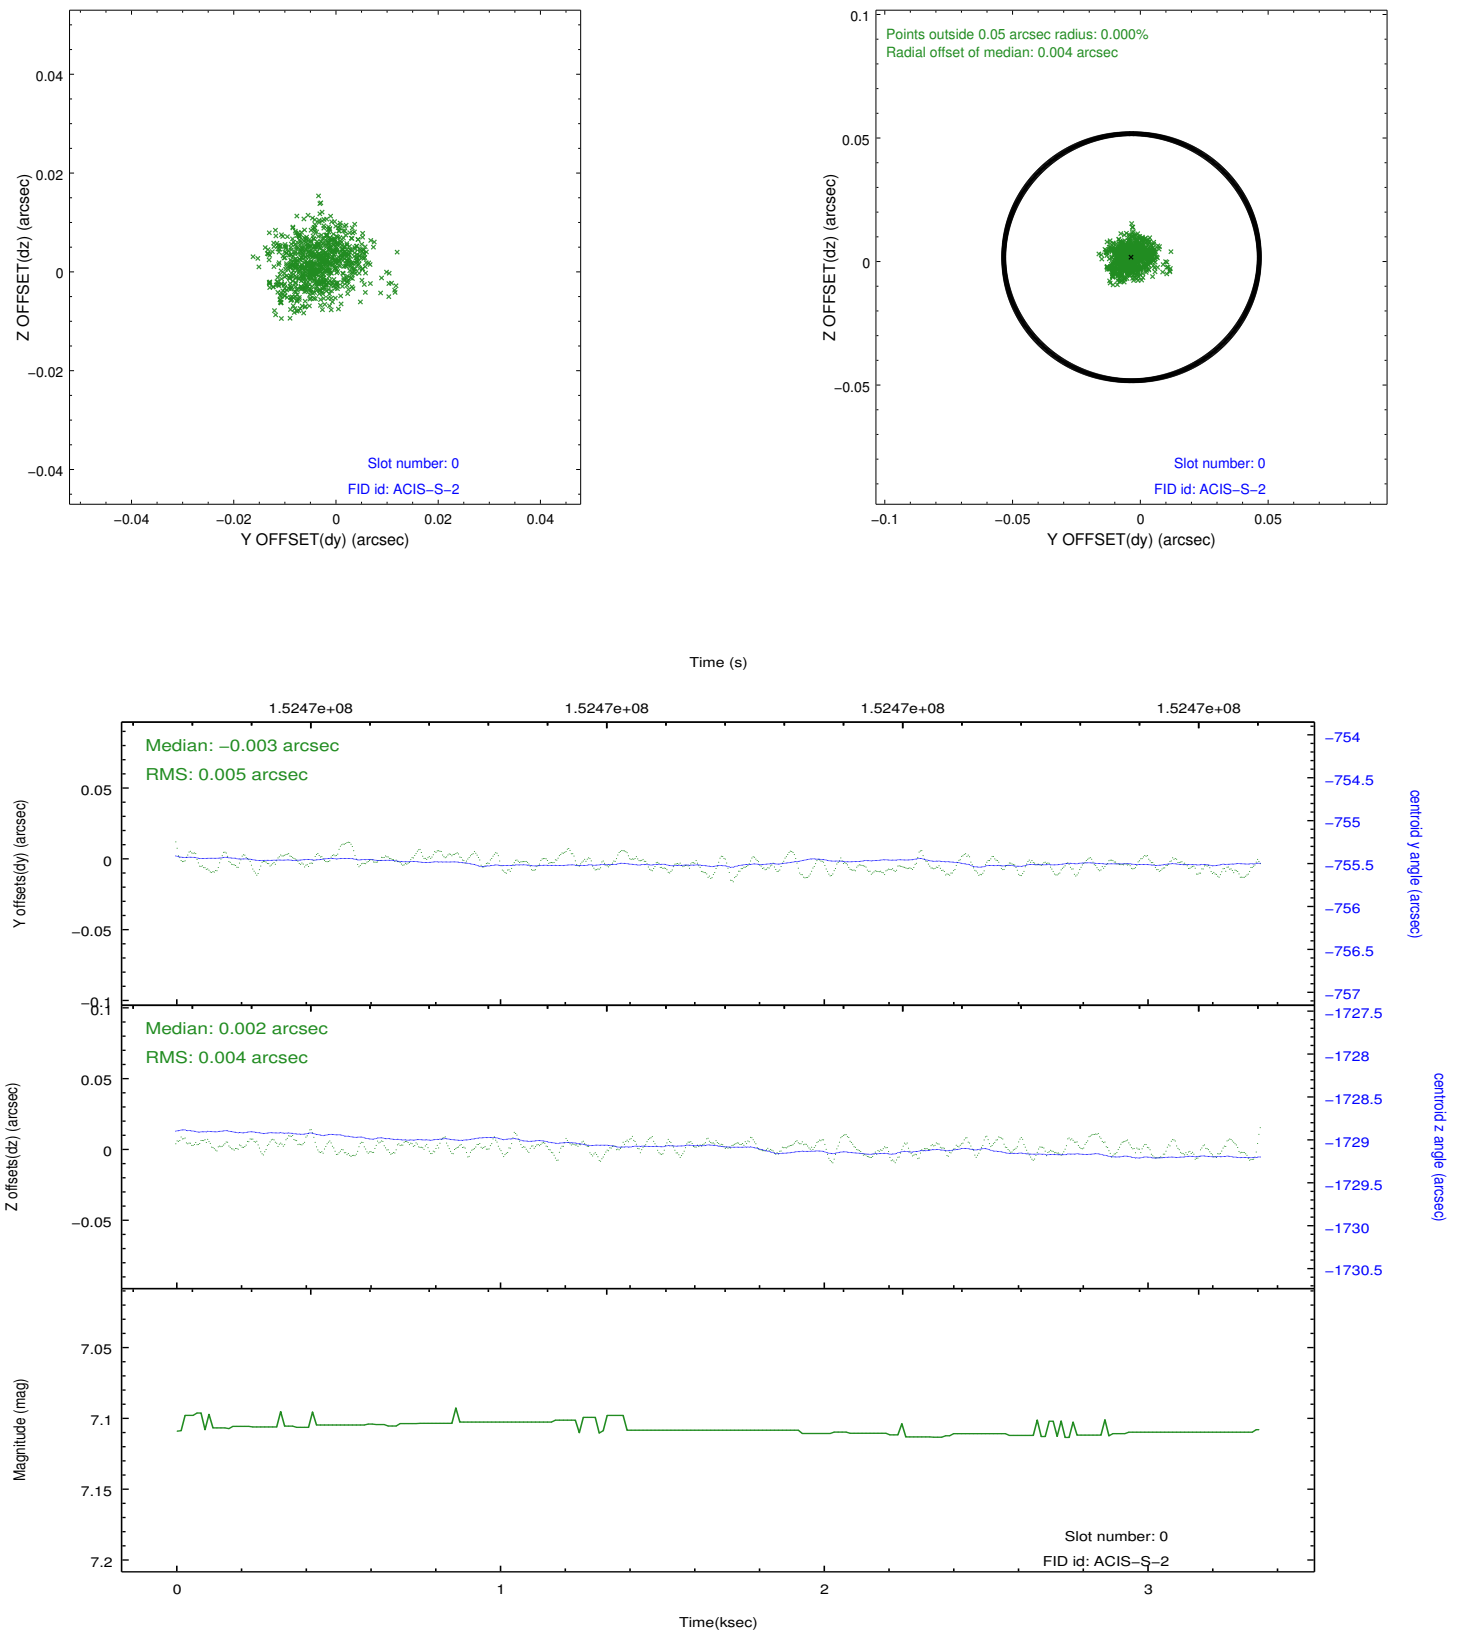 0.04
0.02
0
−0.02
−0.04
Z OFFSET(dz) (arcsec)
Slot number: 0
FID id: ACIS−S−2
−0.04
−0.02
0
0.02
0.04
Y OFFSET(dy) (arcsec)
0.1
0.05
0
−0.05
Z OFFSET(dz) (arcsec)
Points outside 0.05 arcsec radius: 0.000%
Radial offset of median: 0.004 arcsec
Slot number: 0
FID id: ACIS−S−2
−0.1
−0.05
0
0.05
Y OFFSET(dy) (arcsec)
Time (s)
1.5247e+08
1.5247e+08
1.5247e+08
1.5247e+08
Median: −0.003 arcsec
RMS: 0.005 arcsec
0.05
0
−0.05
−0.1
Y offsets(dy) (arcsec)
−754
−754.5
−755
−755.5
−756
−756.5
−757
centroid y angle (arcsec)
Median: 0.002 arcsec
RMS: 0.004 arcsec
0.1
0.05
0
−0.05
Z offsets(dz) (arcsec)
−1727.5
−1728
−1728.5
−1729
−1729.5
−1730
−1730.5
centroid z angle (arcsec)
7.05
7.1
7.15
7.2
Magnitude (mag)
Slot number: 0
FID id: ACIS−S−2
0
1
2
3
Time(ksec)